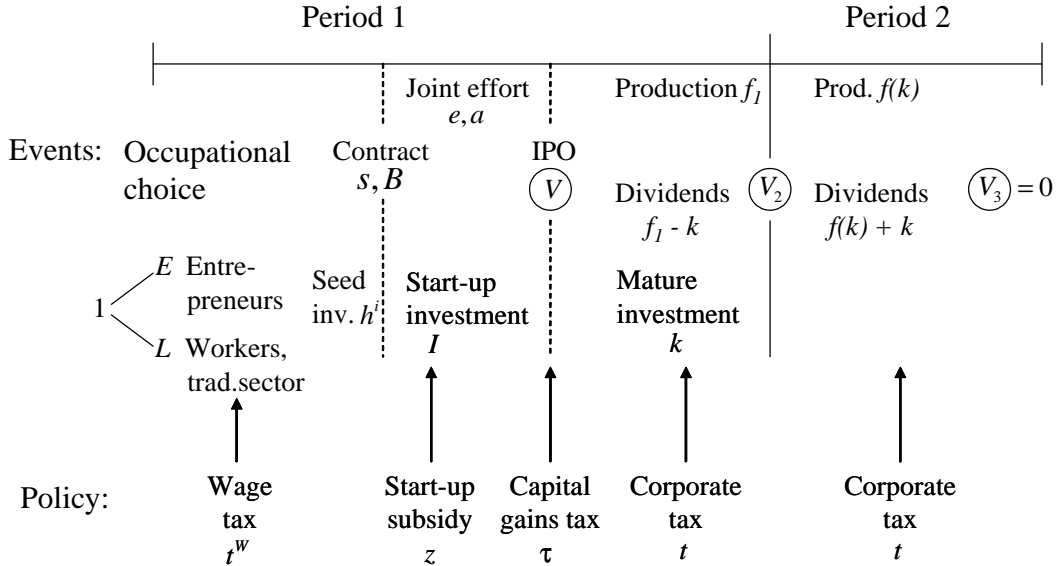 Period 1
Period 2
Joint effort
e, a
Production f₁
Prod. f(k)
Events:
Occupational
choice
Contract
s, B
IPO
V
Dividends
f₁ - k
V₂
Dividends
f(k) + k
V₃ = 0
1
E Entre-
preneurs
L Workers,
trad.sector
Seed
inv. hⁱ
Start-up
investment
I
Mature
investment
k
Policy:
Wage
tax
tᵂ
Start-up
subsidy
z
Capital
gains tax
τ
Corporate
tax
t
Corporate
tax
t